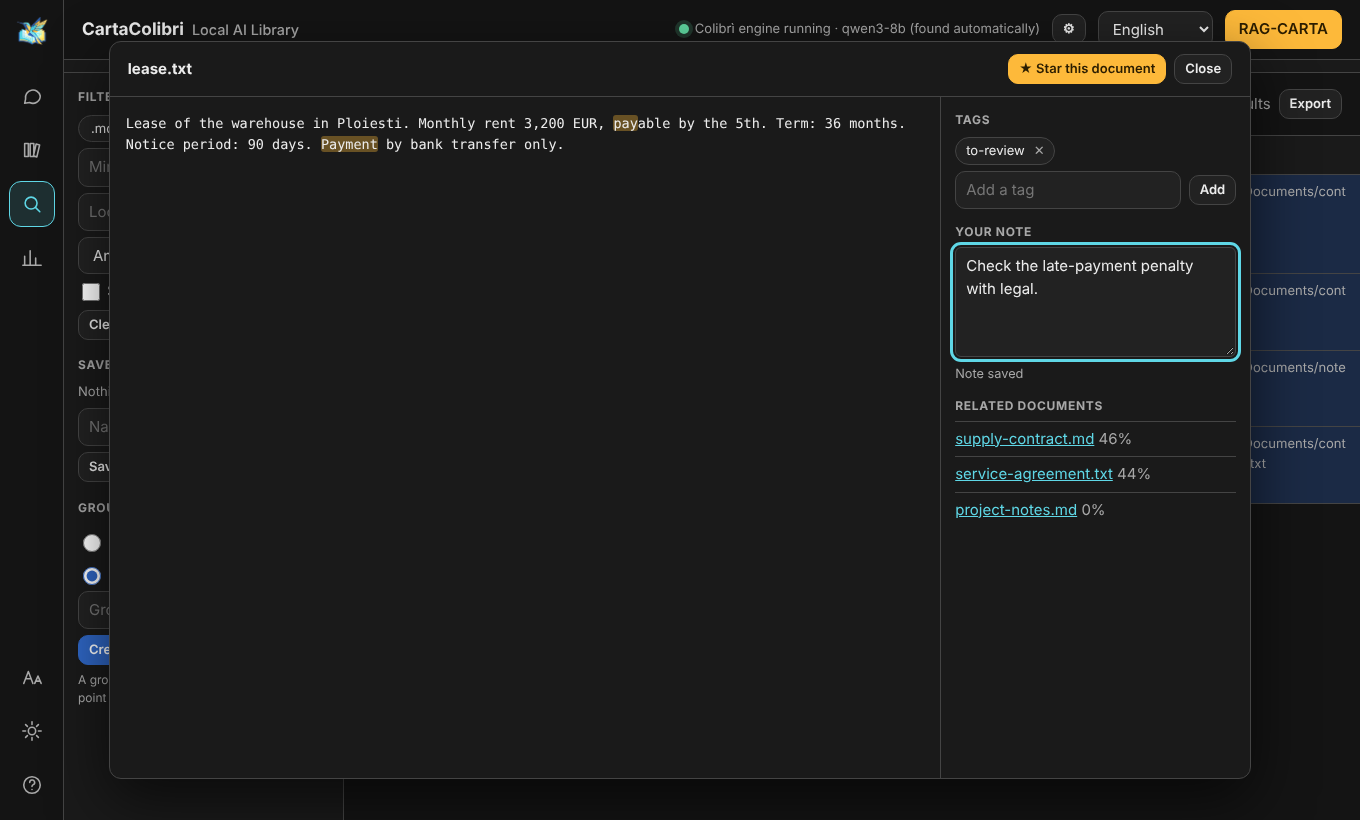 CartaColibri Local AI Library
Colibrì engine running · qwen3-8b (found automatically)
English
RAG-CARTA
lease.txt
★ Star this document
Close
Lease of the warehouse in Ploiesti. Monthly rent 3,200 EUR, payable by the 5th. Term: 36 months.
Notice period: 90 days. Payment by bank transfer only.
TAGS
to-review ×
Add a tag
Add
YOUR NOTE
Check the late-payment penalty
with legal.
Note saved
RELATED DOCUMENTS
supply-contract.md 46%
service-agreement.txt 44%
project-notes.md 0%
Export
A gro
point